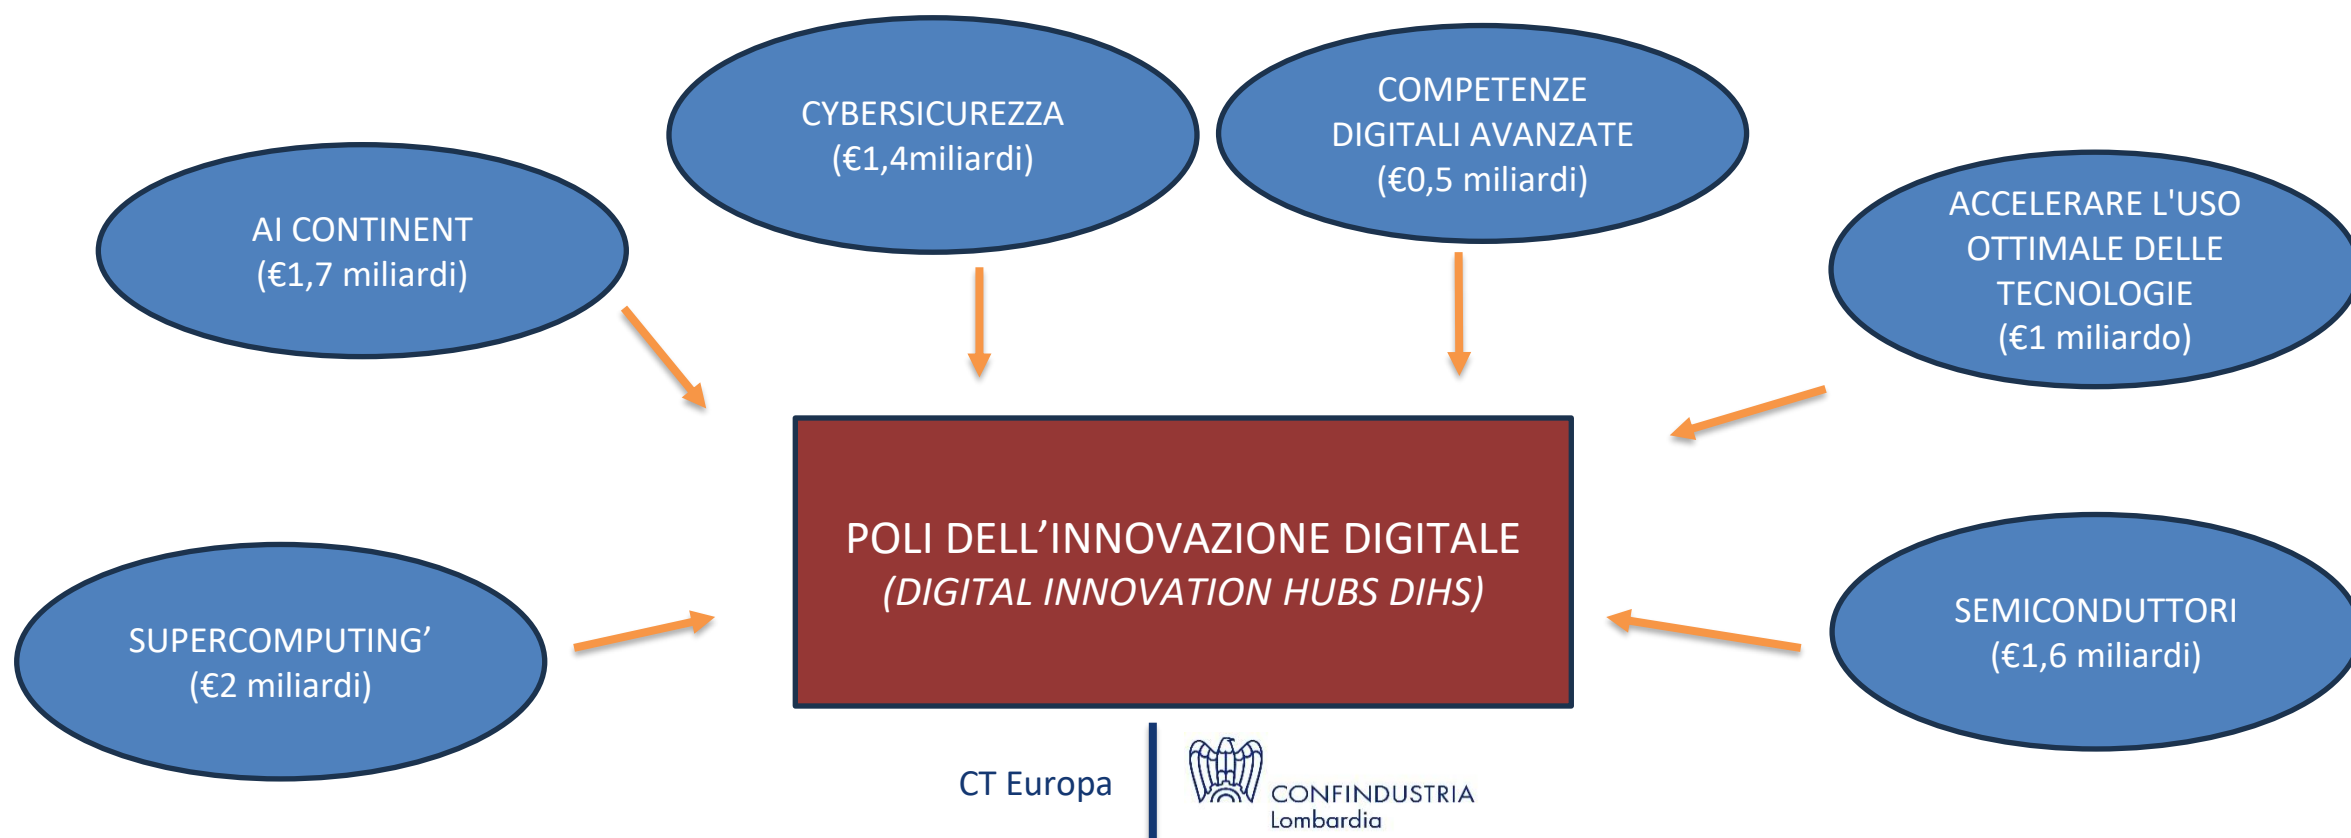 CYBERSICUREZZA
(€1,4miliardi)
COMPETENZE
DIGITALI AVANZATE
(€0,5 miliardi)
AI CONTINENT
(€1,7 miliardi)
ACCELERARE L'USO
OTTIMALE DELLE
TECNOLOGIE
(€1 miliardo)
POLI DELL’INNOVAZIONE DIGITALE
(DIGITAL INNOVATION HUBS DIHS)
SUPERCOMPUTING’
(€2 miliardi)
SEMICONDUTTORI
(€1,6 miliardi)
CT Europa
CONFINDUSTRIA
Lombardia